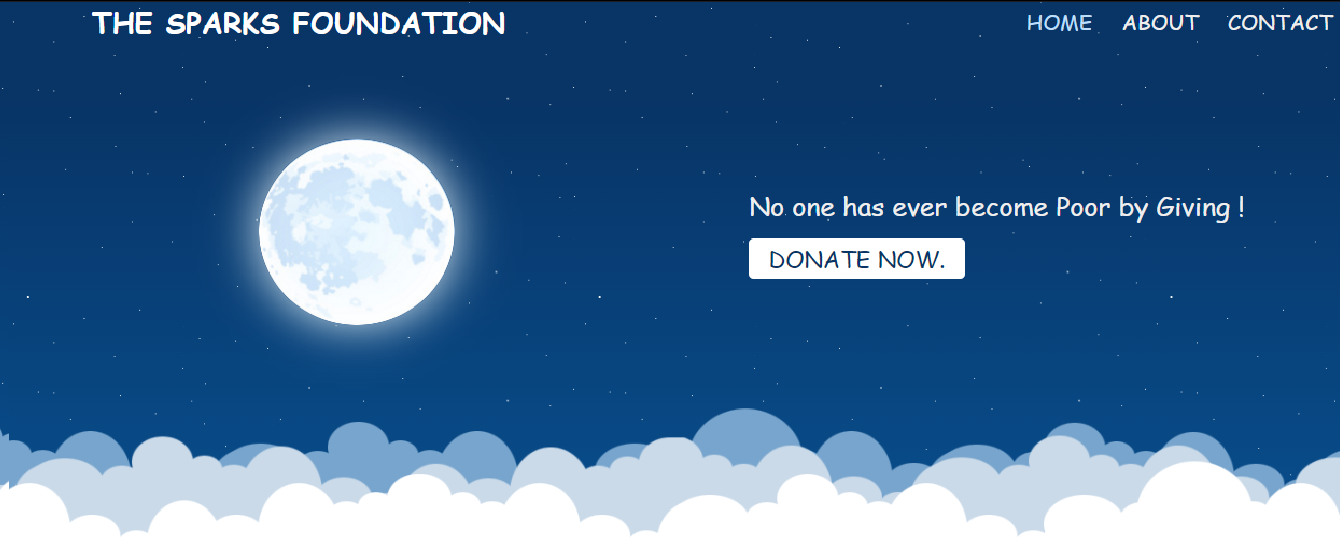 THE SPARKS FOUNDATION
HOME ABOUT CONTACT
No one has ever become Poor by Giving !
DONATE NOW.